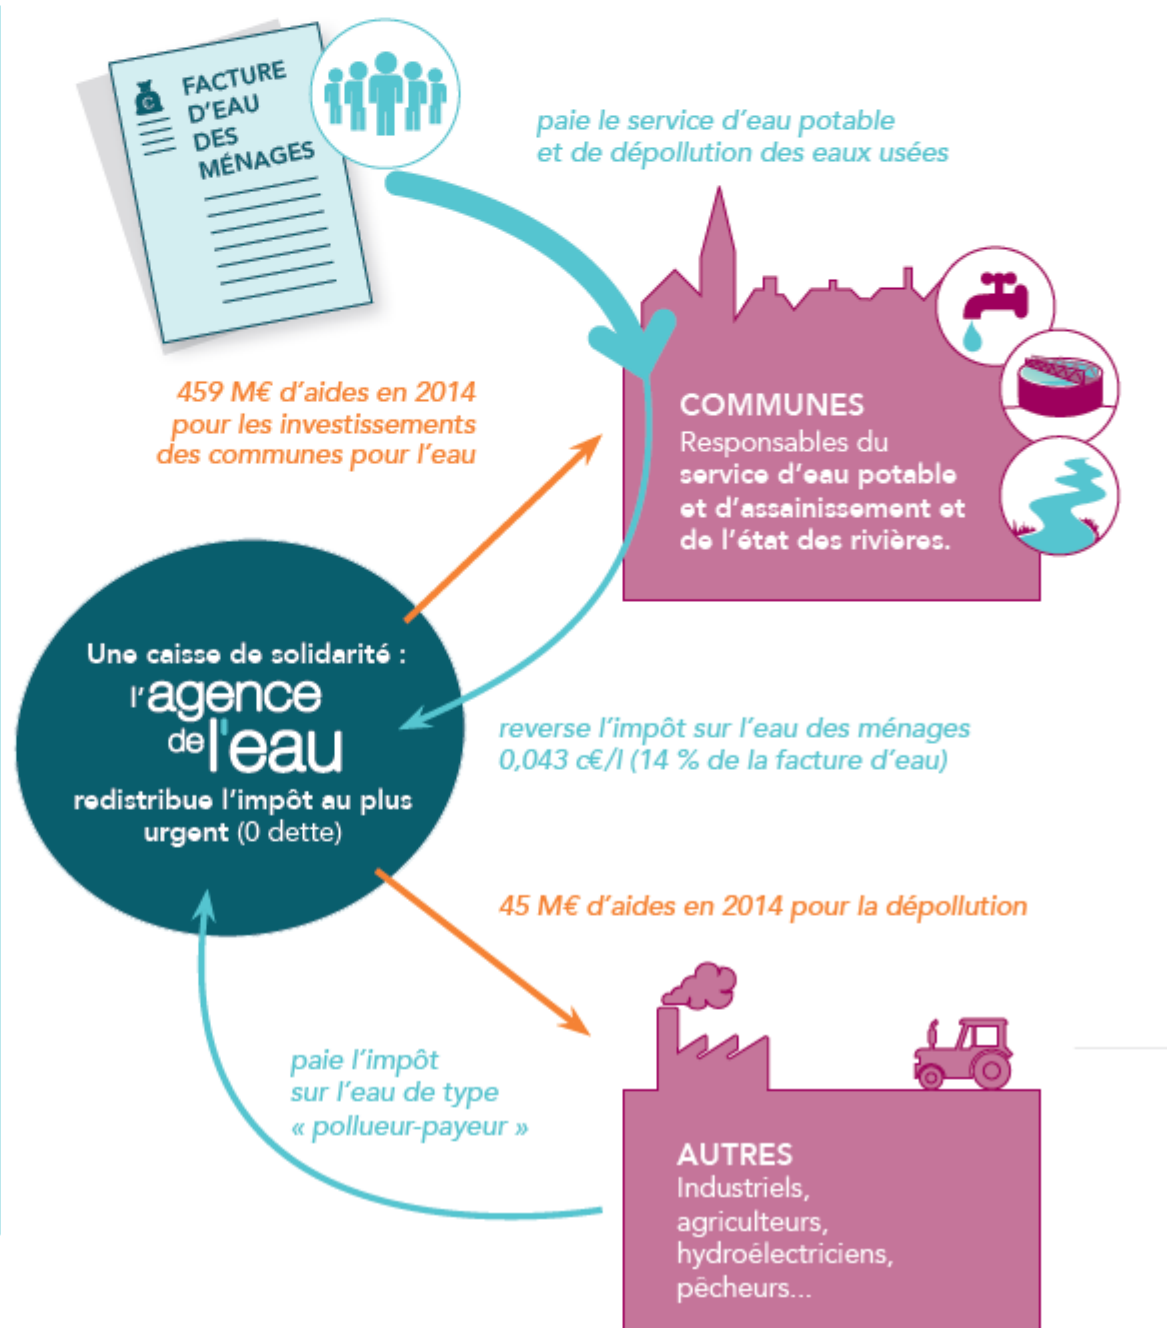 FACTURE
D'EAU
DES
MÉNAGES
paie le service d'eau potable
et de dépollution des eaux usées
459 M€ d'aides en 2014
pour les investissements
des communes pour l'eau
COMMUNES
Responsables du
service d'eau potable
et d'assainissement et
de l'état des rivières.
Une caisse de solidarité :
l'agence
de l'eau
redistribue l'impôt au plus
urgent (0 dette)
reverse l'impôt sur l'eau des ménages
0,043 c€/l (14 % de la facture d'eau)
45 M€ d'aides en 2014 pour la dépollution
paie l'impôt
sur l'eau de type
« pollueur-payeur »
AUTRES
Industriels,
agriculteurs,
hydroélectriciens,
pêcheurs...